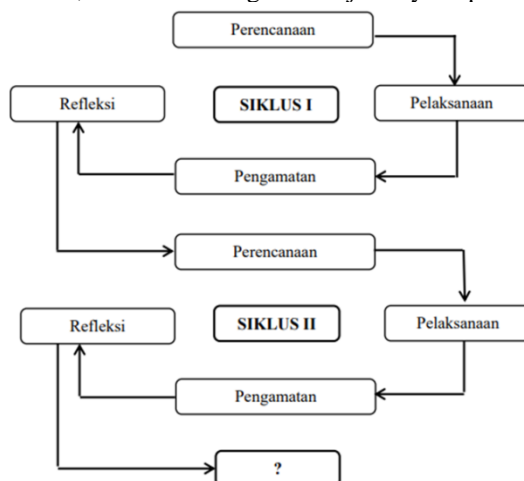 Perencanaan
Refleksi
SIKLUS I
Pelaksanaan
Pengamatan
Perencanaan
Refleksi
SIKLUS II
Pelaksanaan
Pengamatan
?